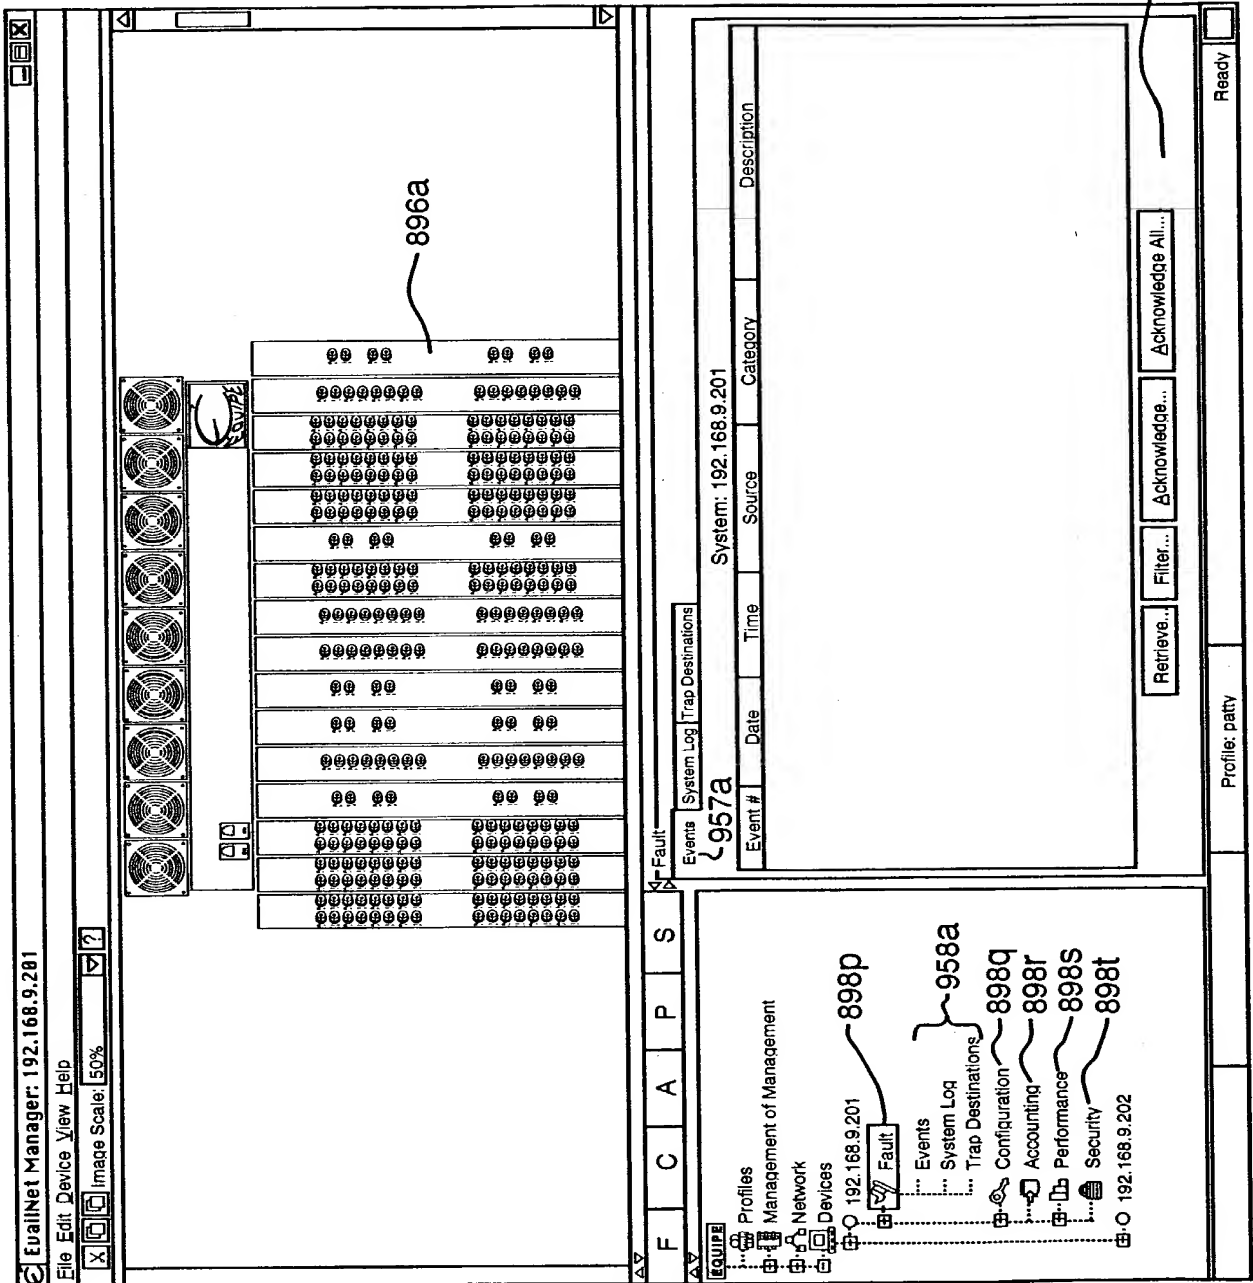 EuailNet Manager: 192.168.9.201
File Edit Device View Help
X ? Image Scale: 50%
EQUIPE
896a
F C A P S
EQUIPE
Profiles
Management of Management
Network
Devices
192.168.9.201
898p
Fault
Events
System Log
Trap Destinations
958a
Configuration
898q
Accounting
898r
Performance
898s
Security
898t
192.168.9.202
Fault
Events System Log Trap Destinations
957a
System: 192.168.9.201
Event # Date Time Source Category Description
Retrieve... Filter... Acknowledge... Acknowledge All...
Profile: patty
Ready